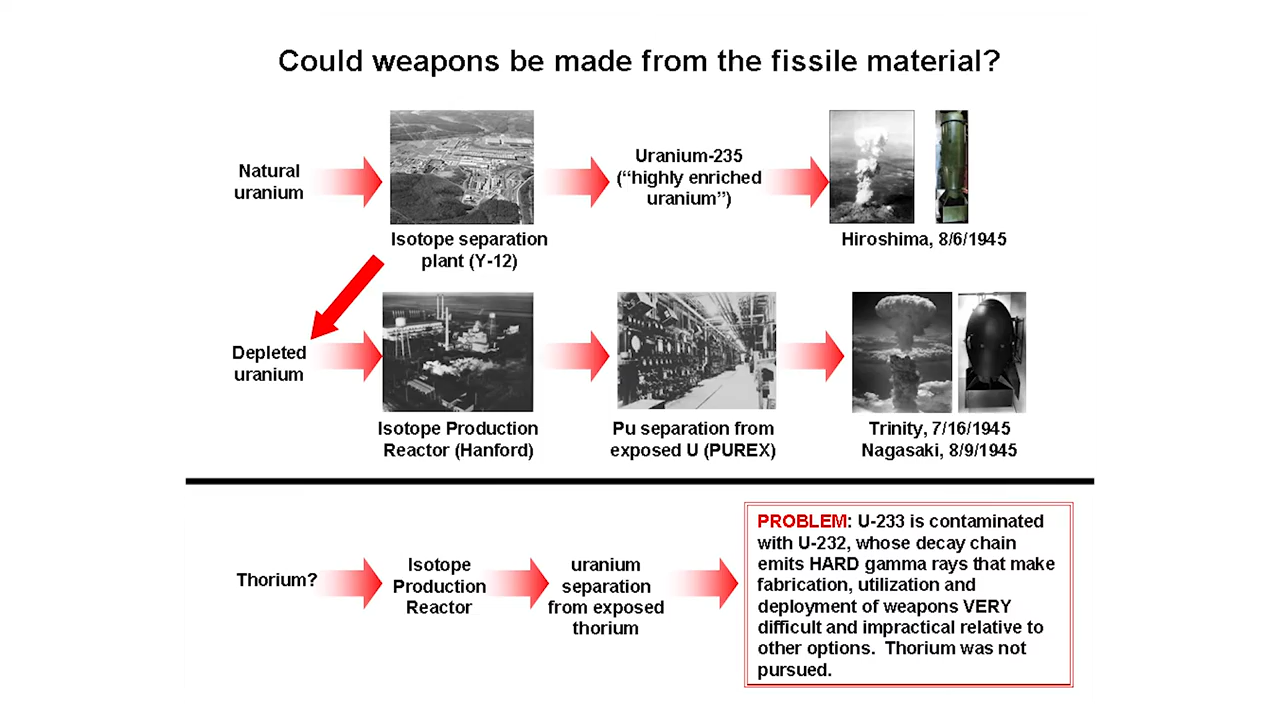 Could weapons be made from the fissile material?
Natural
uranium
Isotope separation
plant (Y-12)
Uranium-235
(“highly enriched
uranium”)
Hiroshima, 8/6/1945
Depleted
uranium
Isotope Production
Reactor (Hanford)
Pu separation from
exposed U (PUREX)
Trinity, 7/16/1945
Nagasaki, 8/9/1945
Thorium?
Isotope
Production
Reactor
uranium
separation
from exposed
thorium
PROBLEM: U-233 is contaminated
with U-232, whose decay chain
emits HARD gamma rays that make
fabrication, utilization and
deployment of weapons VERY
difficult and impractical relative to
other options.  Thorium was not
pursued.